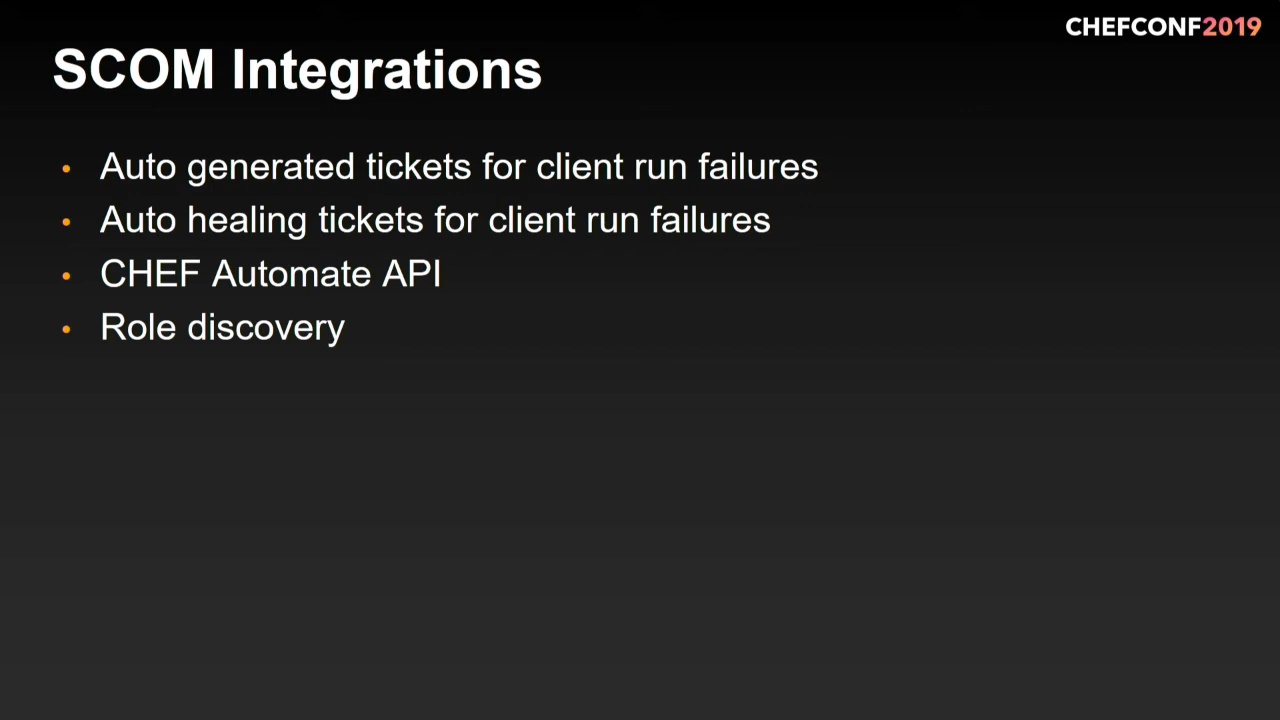 CHEFCONF2019
SCOM Integrations
• Auto generated tickets for client run failures
• Auto healing tickets for client run failures
• CHEF Automate API
• Role discovery